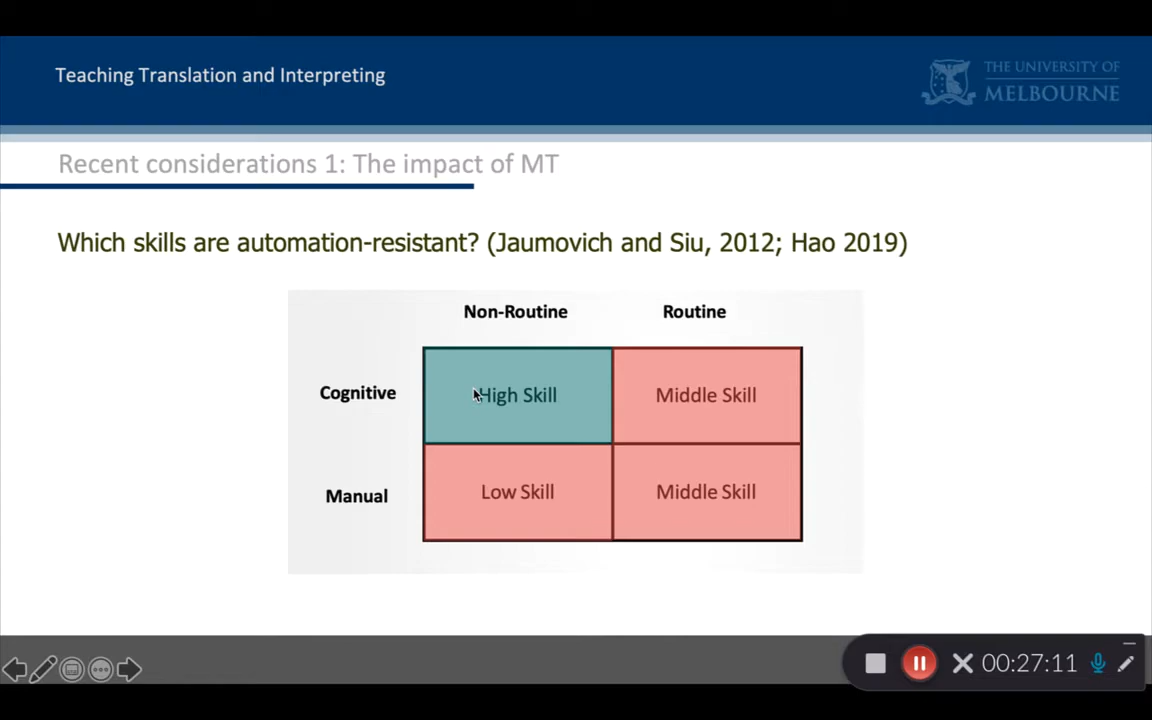 Teaching Translation and Interpreting
THE UNIVERSITY OF
MELBOURNE
Recent considerations 1: The impact of MT
Which skills are automation-resistant? (Jaumovich and Siu, 2012; Hao 2019)
Non-Routine Routine
Cognitive High Skill Middle Skill
Manual Low Skill Middle Skill
00:27:11